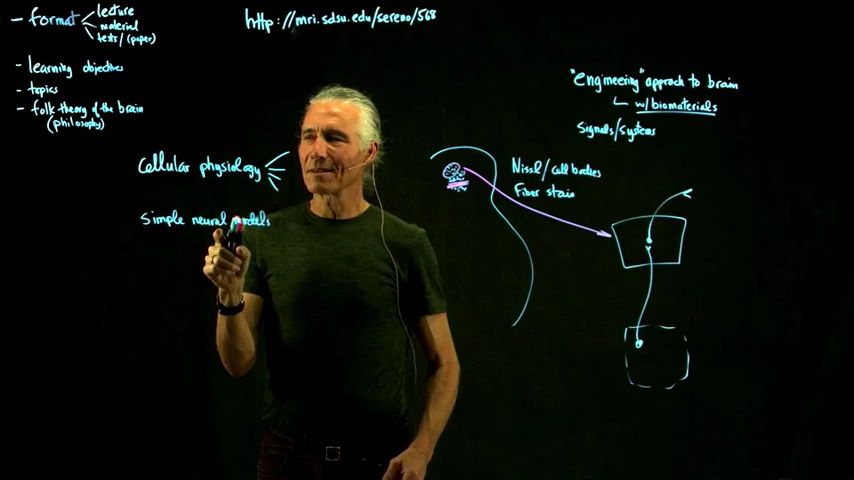 - format
lecture
material
tests/(paper)
- learning objectives
- topics
- folk theory of the brain
(philosophy)
http://mri.sdsu.edu/sereno/568
Cellular physiology
Simple neural models
"engineering" approach to brain
w/ biomaterials
Signals/systems
Nissl/cell bodies
Fiber stain